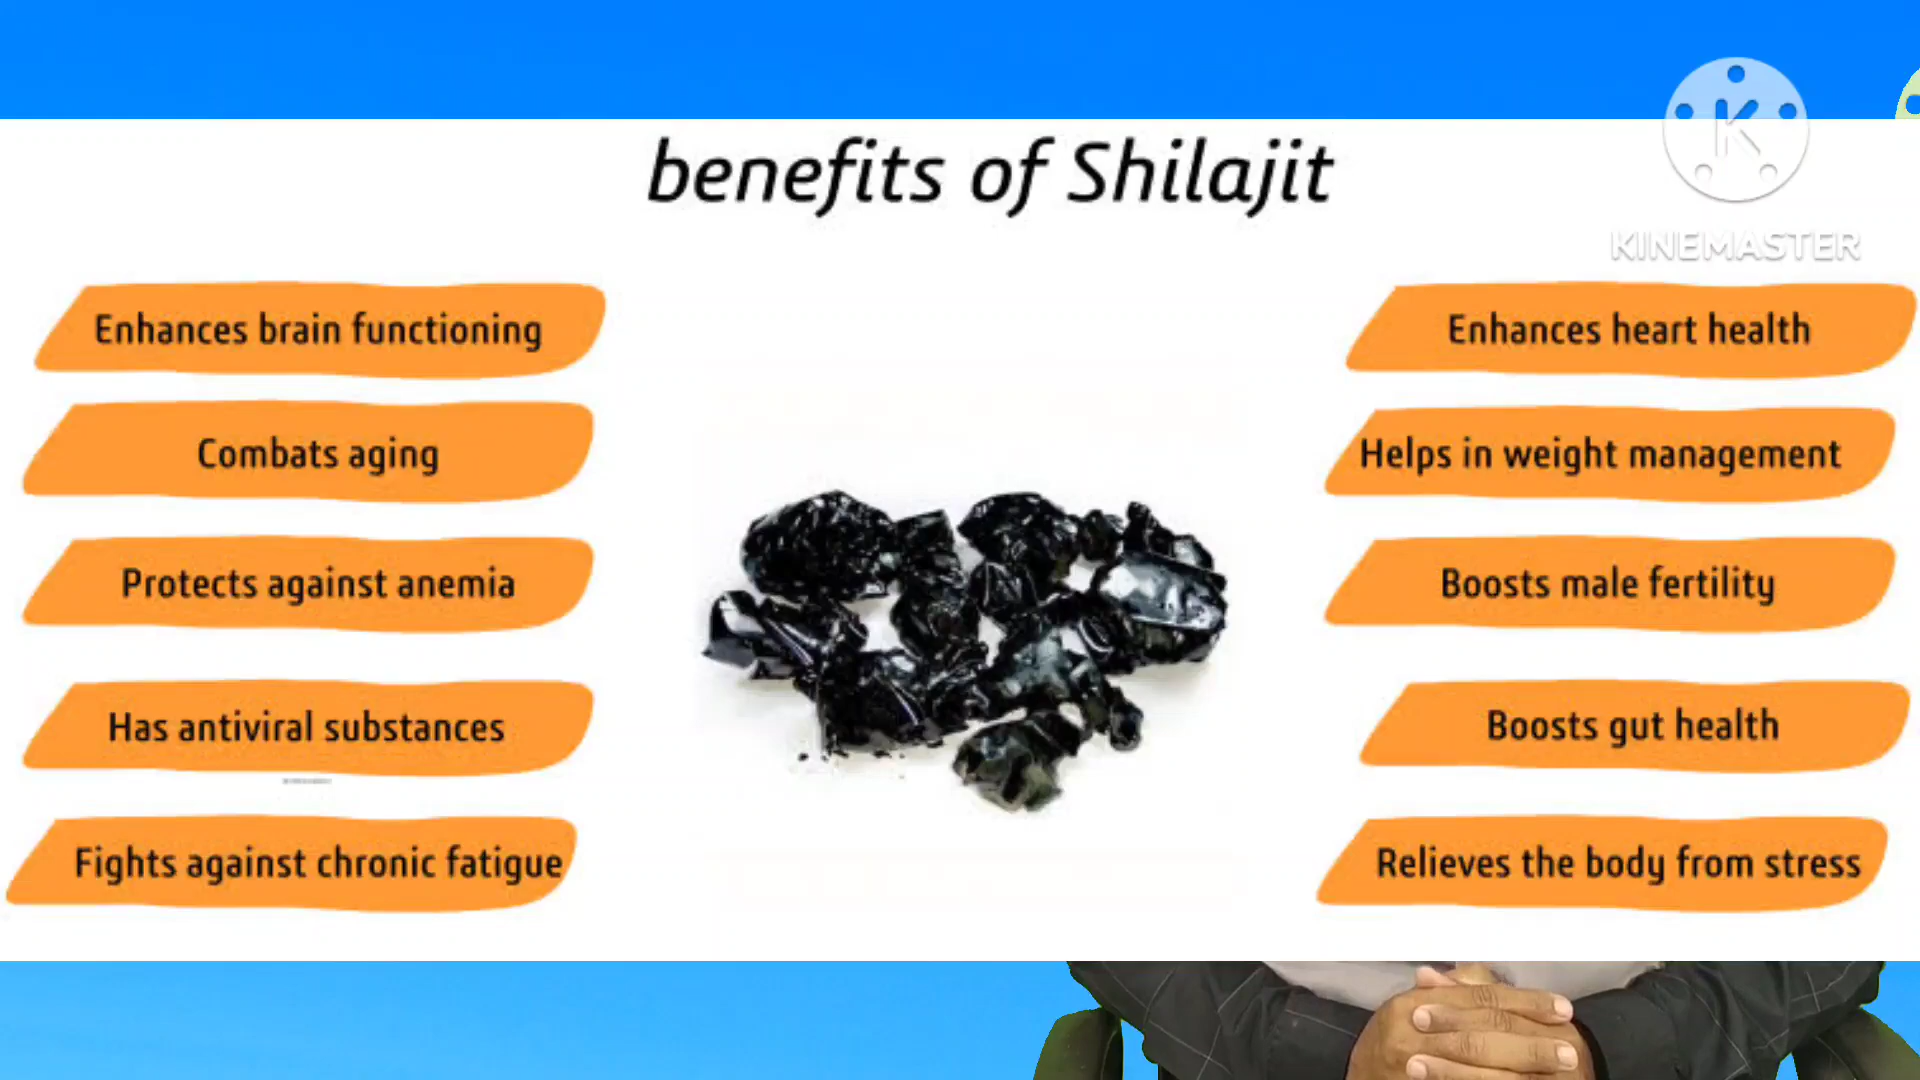 benefits of Shilajit
KINEMASTER
Enhances brain functioning
Combats aging
Protects against anemia
Has antiviral substances
Fights against chronic fatigue
Enhances heart health
Helps in weight management
Boosts male fertility
Boosts gut health
Relieves the body from stress